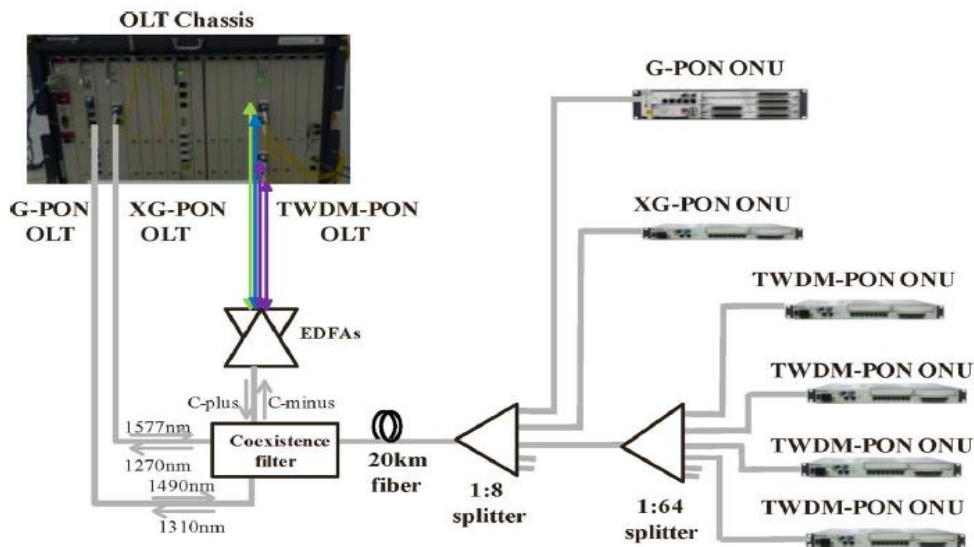 OLT Chassis
G-PON ONU
G-PON
OLT
XG-PON
OLT
TWDM-PON
OLT
XG-PON ONU
TWDM-PON ONU
EDFAs
TWDM-PON ONU
C-plus
C-minus
1577nm
1270nm
Coexistence
filter
20km
fiber
TWDM-PON ONU
1490nm
1310nm
1:8
splitter
1:64
splitter
TWDM-PON ONU